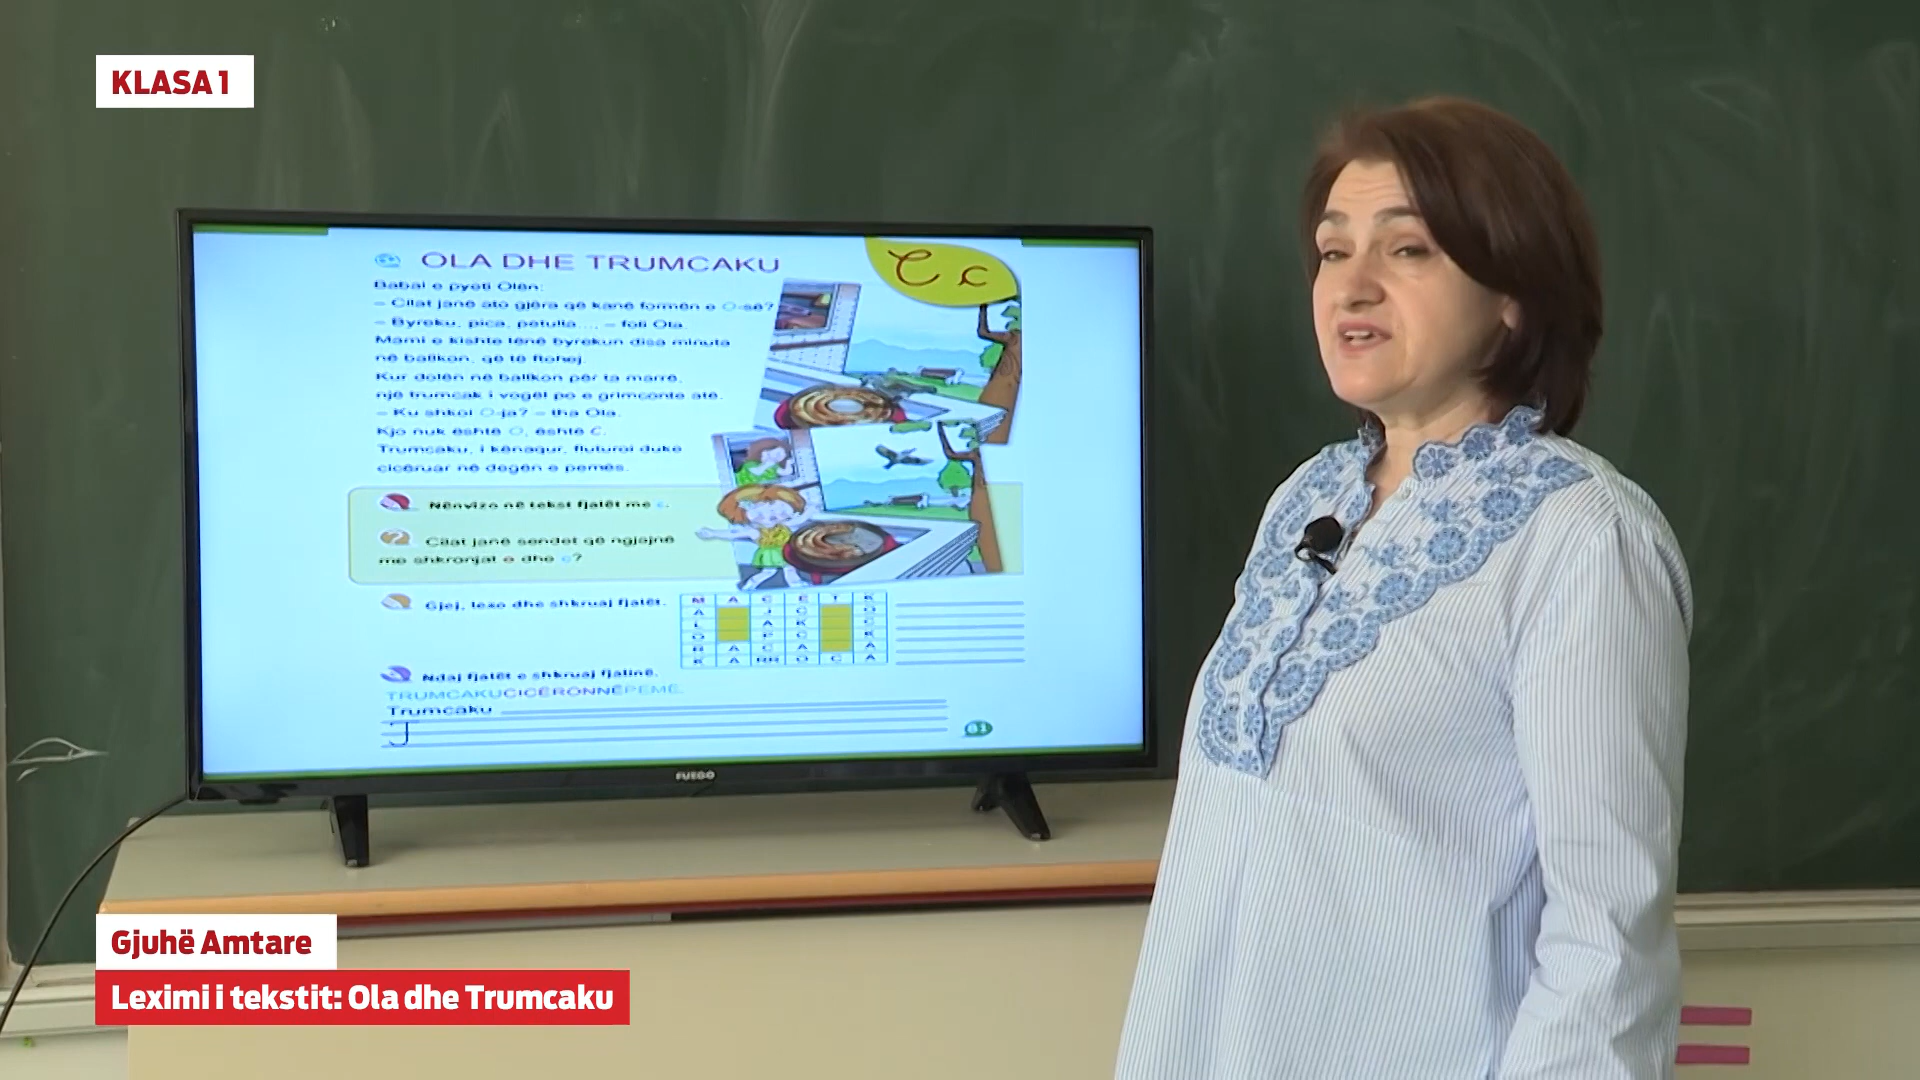 KLASA 1
OLA DHE TRUMCAKU
C c
Babai e pyeti Olën:
– Cilat janë ato gjëra që kanë formën e O-së?
– Byreku, pica, petulla..., – foli Ola.
Mami e kishte lënë byrekun disa minuta
në ballkon, që të ftohej.
Kur dolën në ballkon për ta marrë,
një trumcak i vogël po e grimconte atë.
– Ku shkoi O-ja? – tha Ola.
Kjo nuk është O, është C.
Trumcaku, i kënaqur, fluturoi duke
cicëruar në degën e pemës.
Nënvizo në tekst fjalët me c.
Cilat janë sendet që ngjajnë
me shkronjat o dhe c?
Gjej, lexo dhe shkruaj fjalët.
M A C E T K
A J C O
L A K C
O P C K
R A C A A
K A RR O C A
Ndaj fjalët e shkruaj fjalinë.
TRUMCAKUCICËRONNËPEMË.
Trumcaku
T
81
FUEGO
Gjuhë Amtare
Leximi i tekstit: Ola dhe Trumcaku